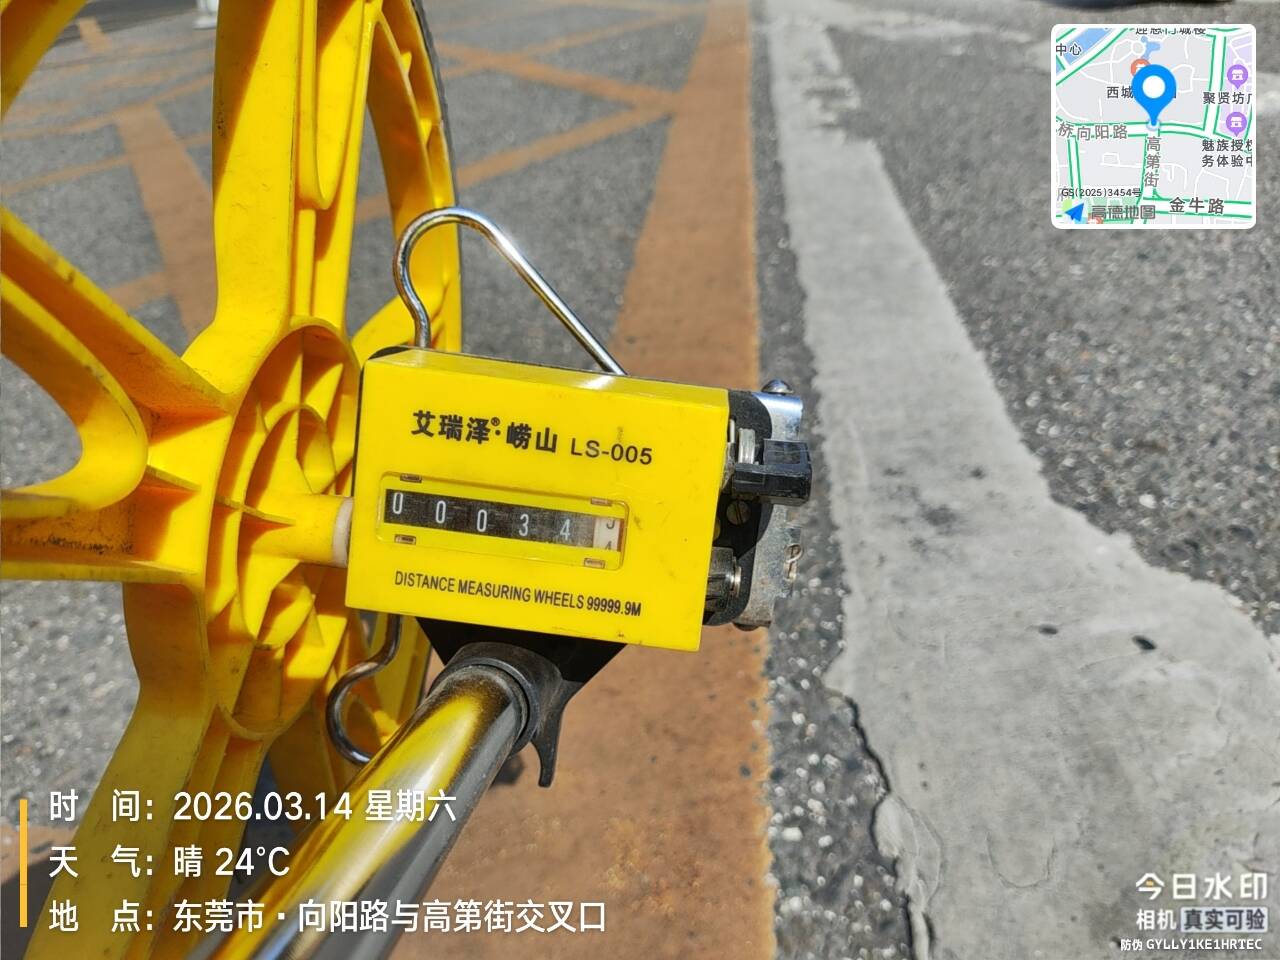 艾瑞泽®·崂山 LS-005
0 0 0 3 4
DISTANCE MEASURING WHEELS 99999.9M
中心
西城
聚贤坊广
向阳路
高第街
魅族授权
务体验中
GS(2025)3454号
高德地图
金牛路
时 间: 2026.03.14 星期六
天 气: 晴 24°C
地 点: 东莞市·向阳路与高第街交叉口
今日水印
相机 真实可验
防伪 GYLLY1KE1HRTEC